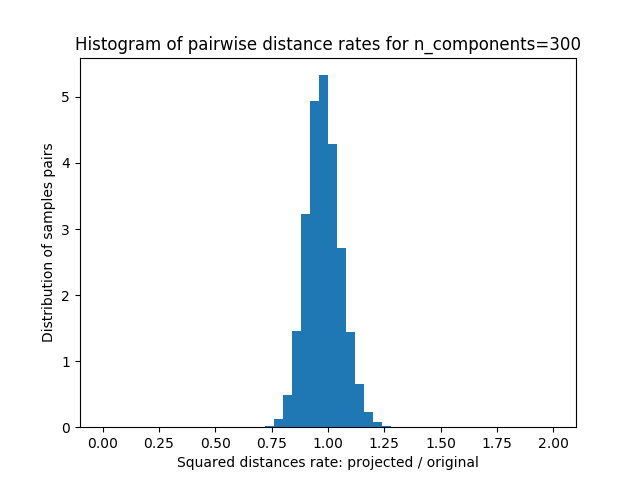 Histogram of pairwise distance rates for n_components=300
5
4
3
2
1
0
Distribution of samples pairs
0.00 0.25 0.50 0.75 1.00 1.25 1.50 1.75 2.00
Squared distances rate: projected / original